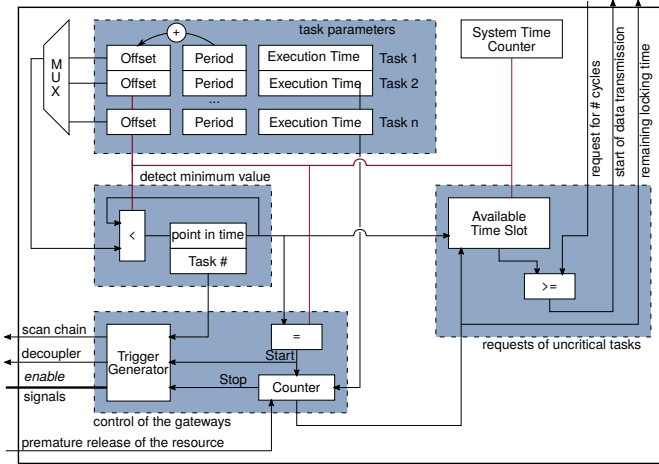 task parameters
System Time
Counter
MUX
+
Offset Period Execution Time Task 1
Offset Period Execution Time Task 2
...
Offset Period Execution Time Task n
request for # cycles
start of data transmission
remaining locking time
detect minimum value
<
point in time
Task #
Available
Time Slot
>=
requests of uncritical tasks
scan chain
decoupler
enable
signals
Trigger
Generator
=
Start
Stop
Counter
control of the gateways
premature release of the resource